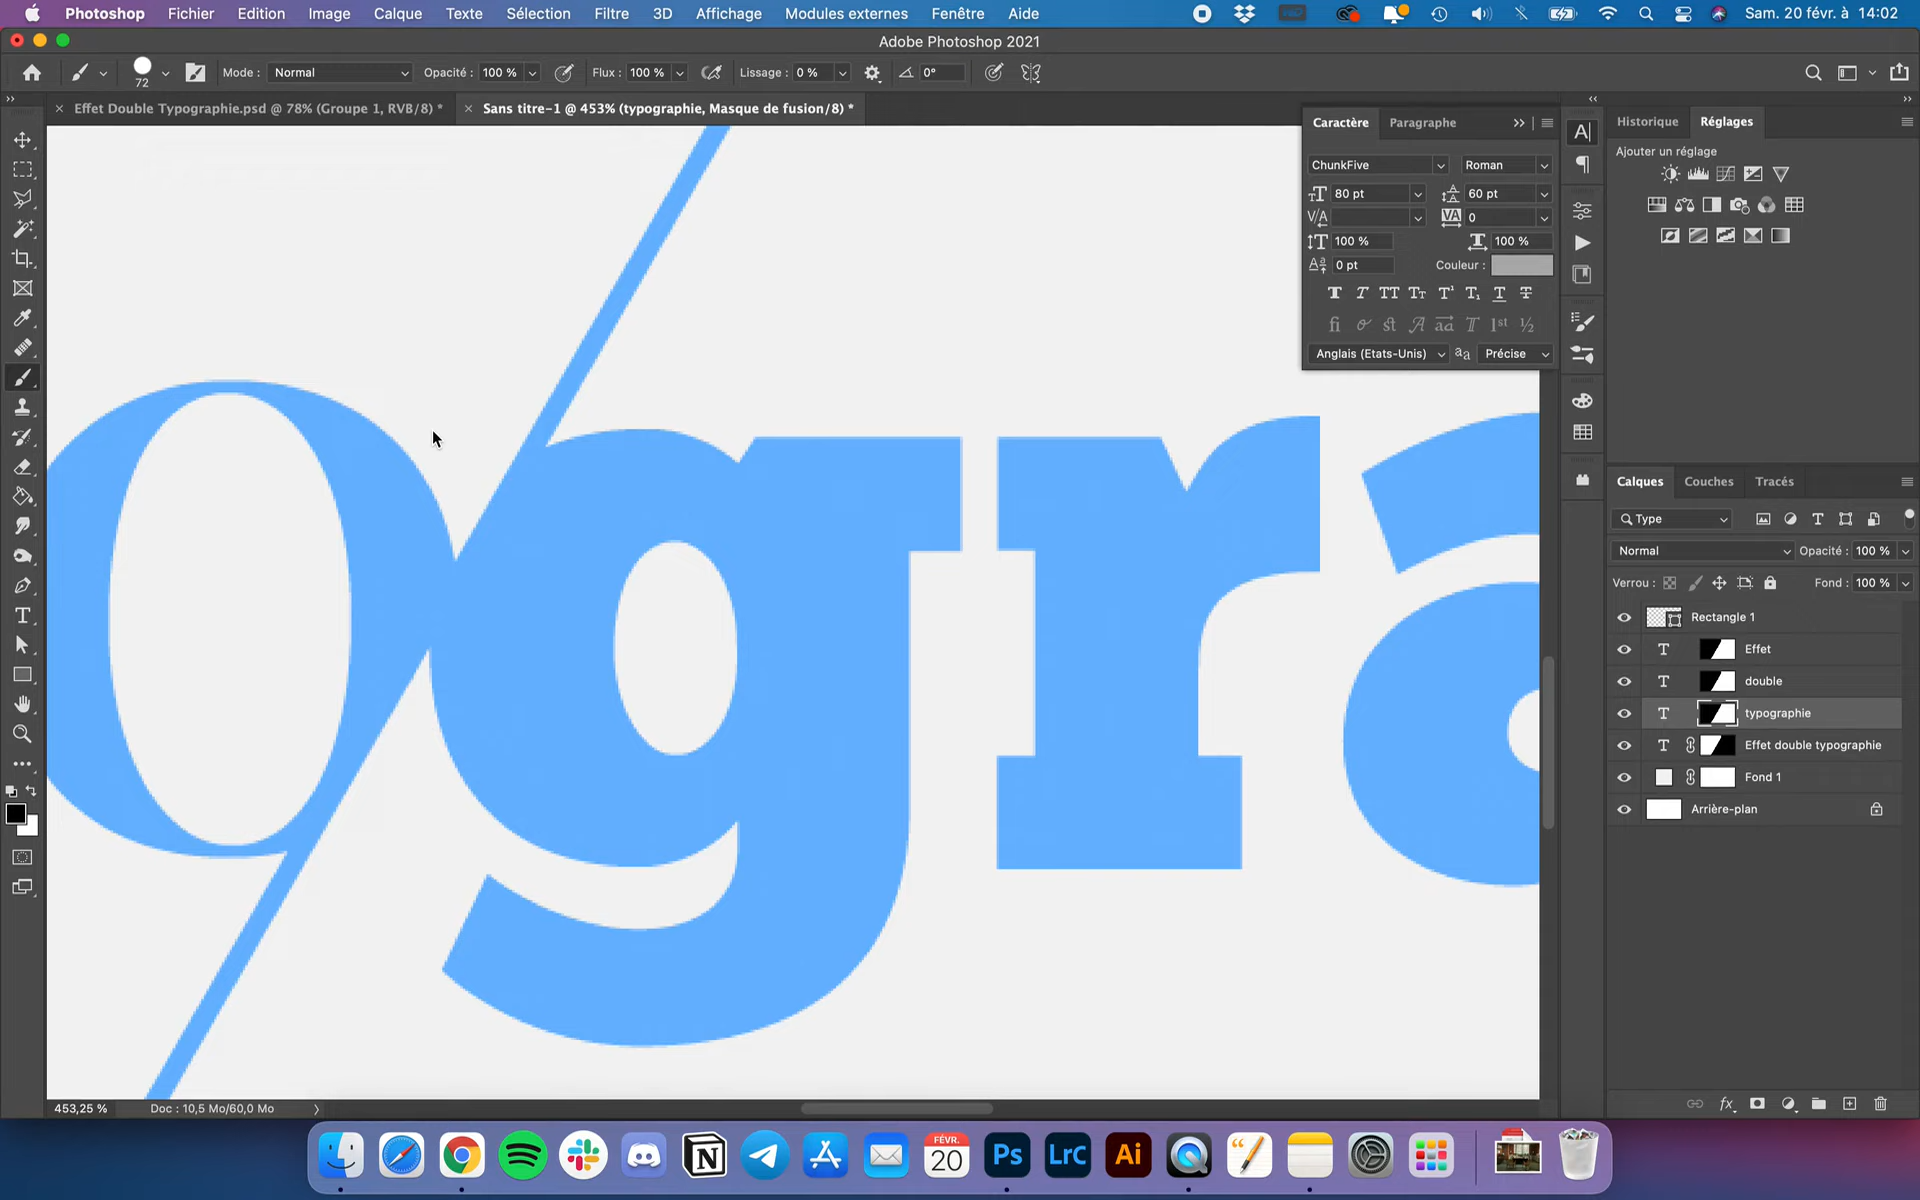 Photoshop Fichier Edition Image Calque Texte Sélection Filtre 3D Affichage Modules externes Fenêtre Aide Sam. 20 févr. à 14:02
Adobe Photoshop 2021
72 Mode : Normal Opacité : 100 % Flux : 100 % Lissage : 0 % 0°
Effet Double Typographie.psd @ 78% (Groupe 1, RVB/8) * Sans titre-1 @ 453% (typographie, Masque de fusion/8) *
Caractère Paragraphe
ChunkFive Roman
80 pt 60 pt
0
100 % 100 %
0 pt Couleur :
Anglais (Etats-Unis) Précise
Historique Réglages
Ajouter un réglage
Calques Couches Tracés
Type
Normal Opacité : 100 %
Verrou : Fond : 100 %
Rectangle 1
Effet
double
typographie
Effet double typographie
Fond 1
Arrière-plan
ogra
453,25 % Doc : 10,5 Mo/60,0 Mo
FÉVR.
20
Ps
LrC
Ai